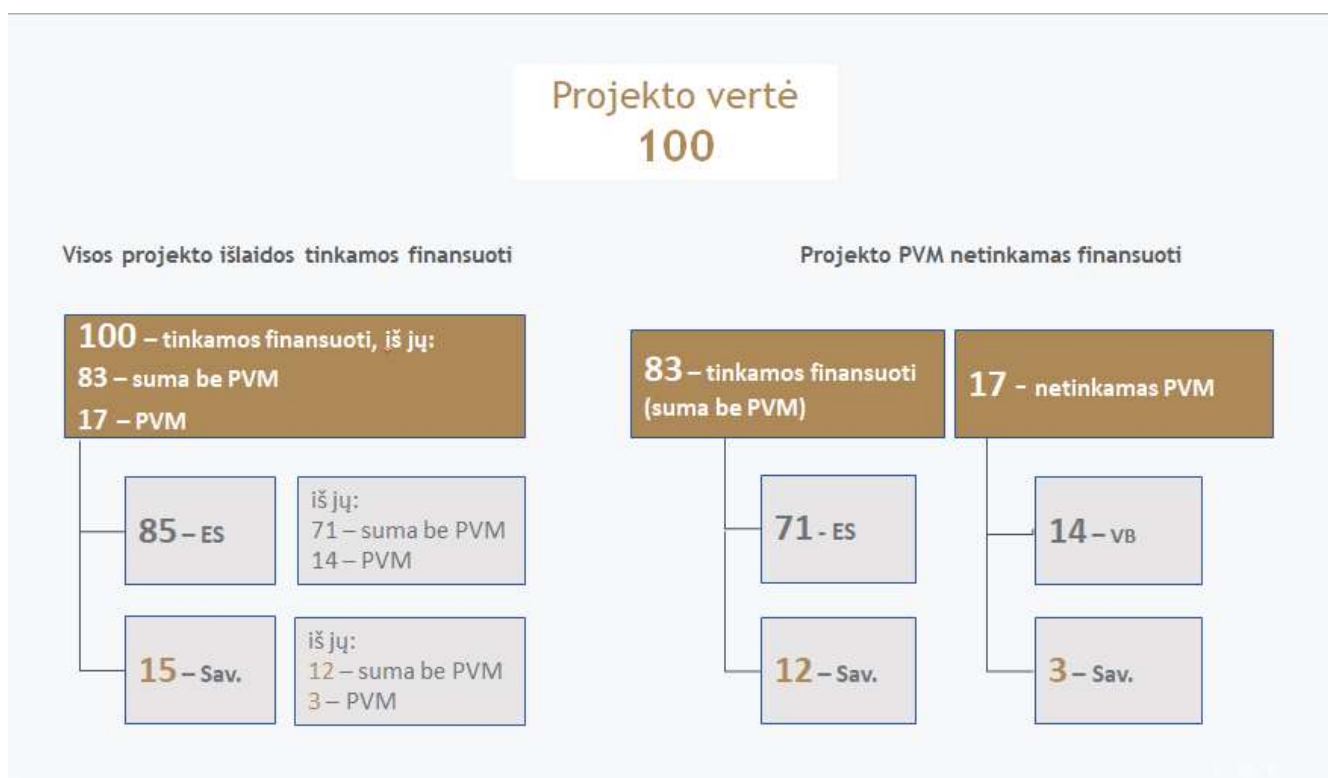 Projekto vertė
100
Visos projekto išlaidos tinkamos finansuoti
100 – tinkamos finansuoti, iš jų:
83 – suma be PVM
17 – PVM
85 – ES
iš jų:
71 – suma be PVM
14 – PVM
15 – Sav.
iš jų:
12 – suma be PVM
3 – PVM
Projekto PVM netinkamas finansuoti
83 – tinkamos finansuoti
(suma be PVM)
17 - netinkamas PVM
71 - ES
14 – VB
12 – Sav.
3 – Sav.